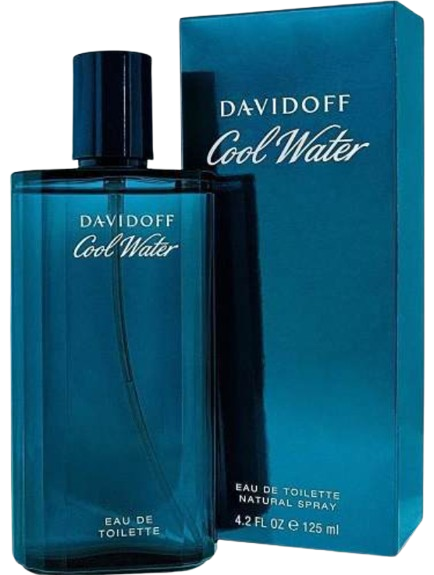 DAVIDOFF
Cool Water
EAU DE
TOILETTE
DAVIDOFF
Cool Water
EAU DE TOILETTE
NATURAL SPRAY
4.2 FL OZ ℮ 125 ml